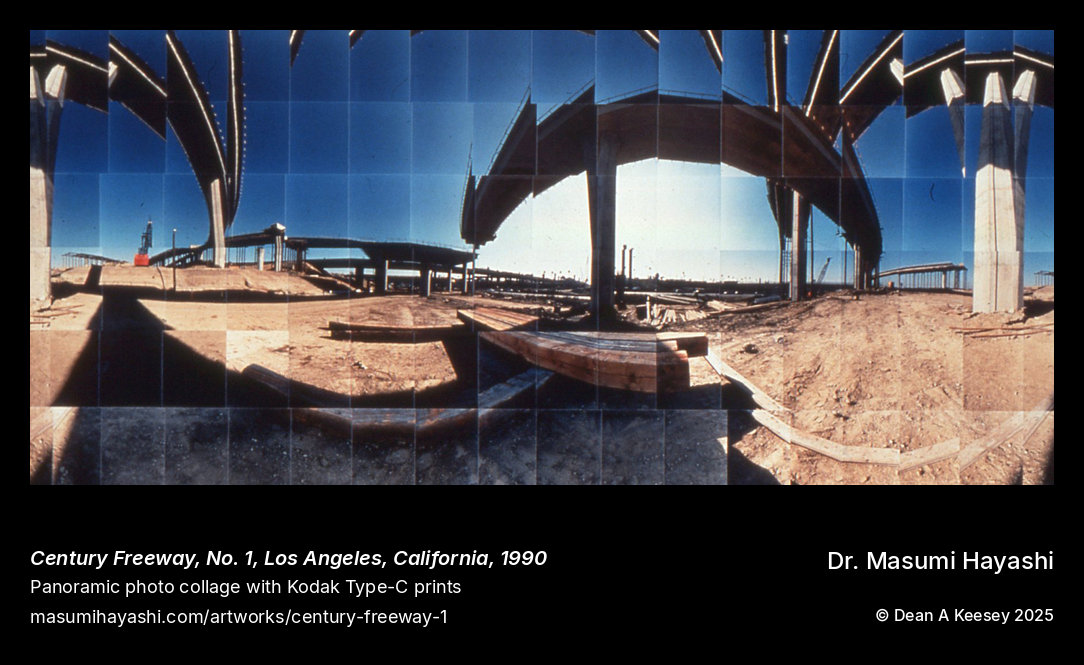 Century Freeway, No. 1, Los Angeles, California, 1990
Panoramic photo collage with Kodak Type-C prints
masumihayashi.com/artworks/century-freeway-1
Dr. Masumi Hayashi
© Dean A Keesey 2025